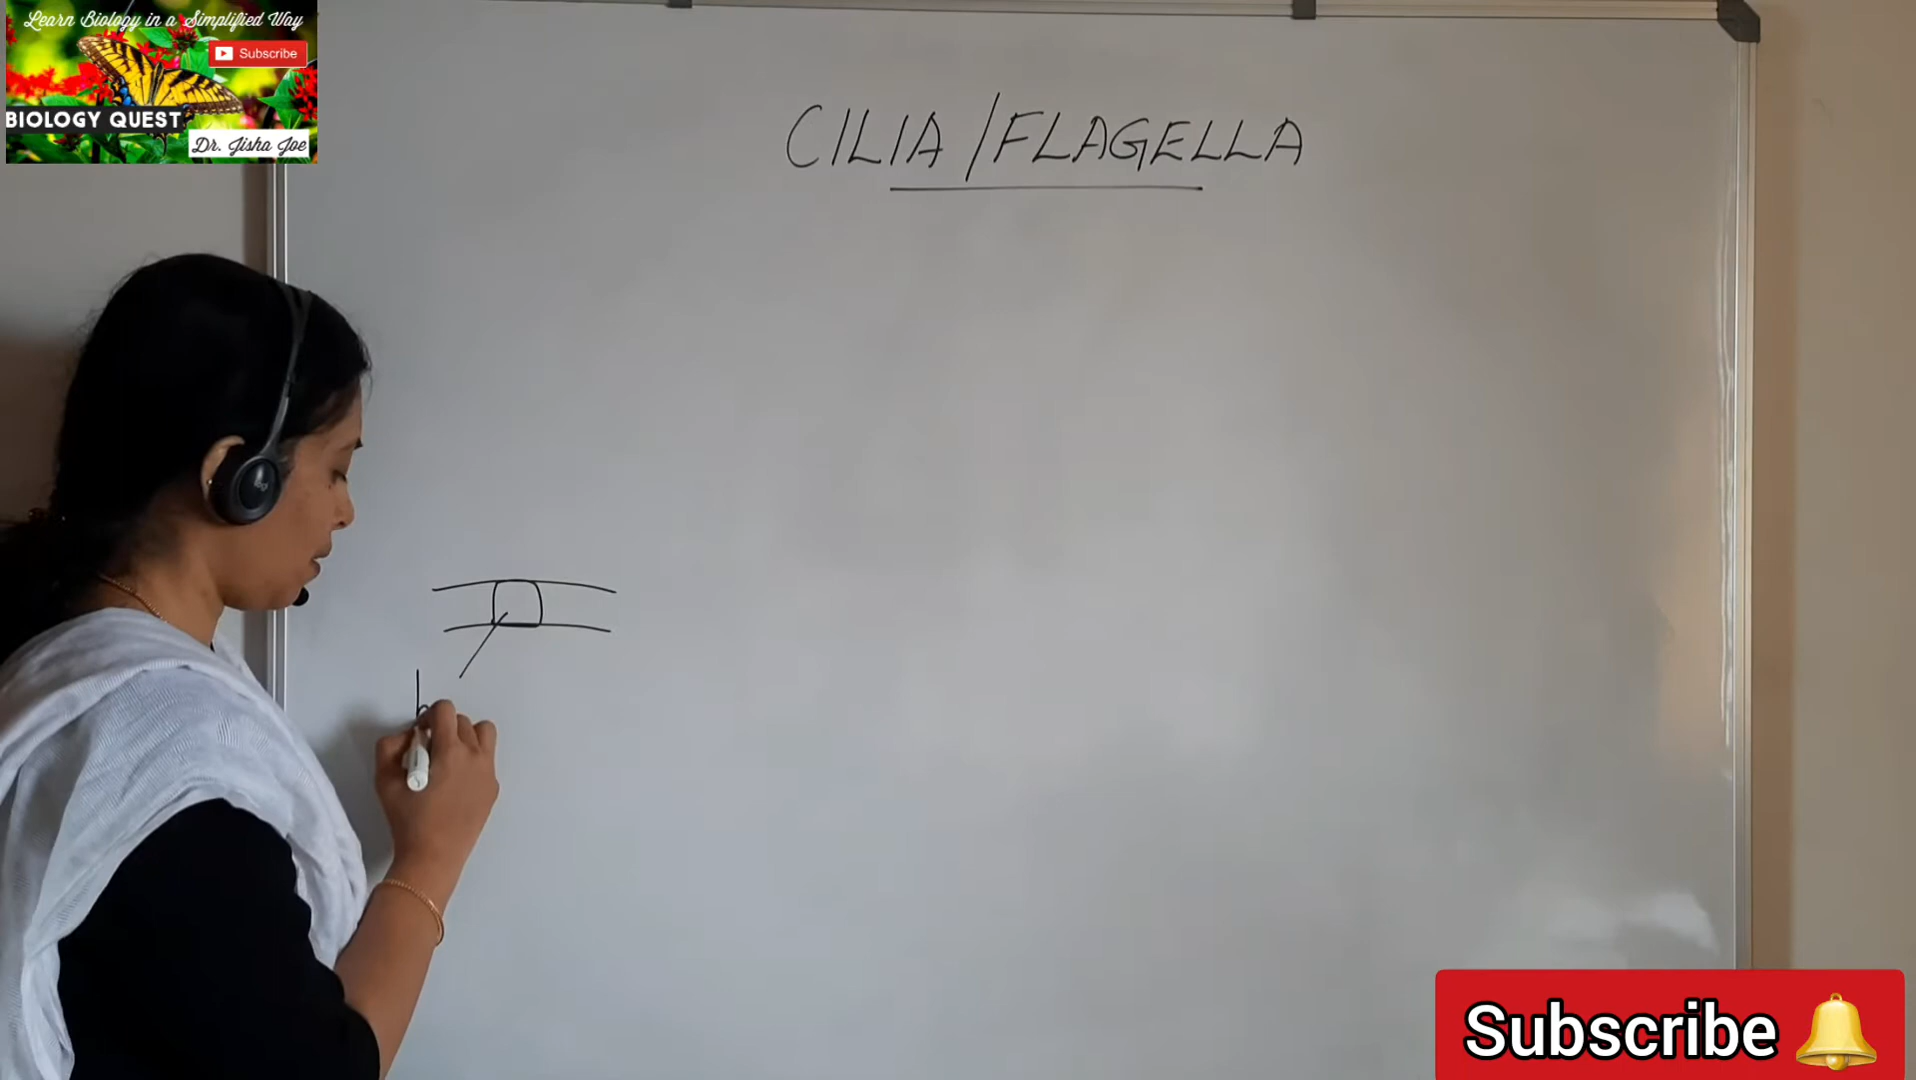 Learn Biology in a Simplified Way
Subscribe
BIOLOGY QUEST
Dr. Jisha Joe
CILIA / FLAGELLA
Subscribe